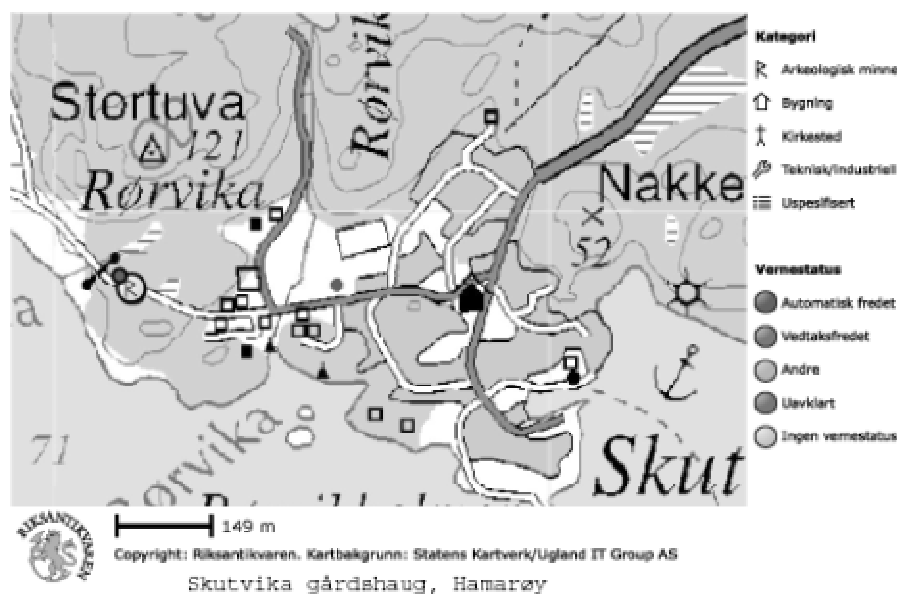 Stortuva
121
Rørvika
Rørvik
Nakke
52
a
71
Rørvika
Skut
Kategori
Arkeologisk minne
Bygning
Kirkested
Teknisk/industriell
Uspesifisert
Vernestatus
Automatisk fredet
Vedtaksfredet
Andre
Uavklart
Ingen vernestatus
RIKSANTIKVAREN
149 m
Copyright: Riksantikvaren. Kartbakgrunn: Statens Kartverk/Ugland IT Group AS
Skutvika gårdshaug, Hamarøy